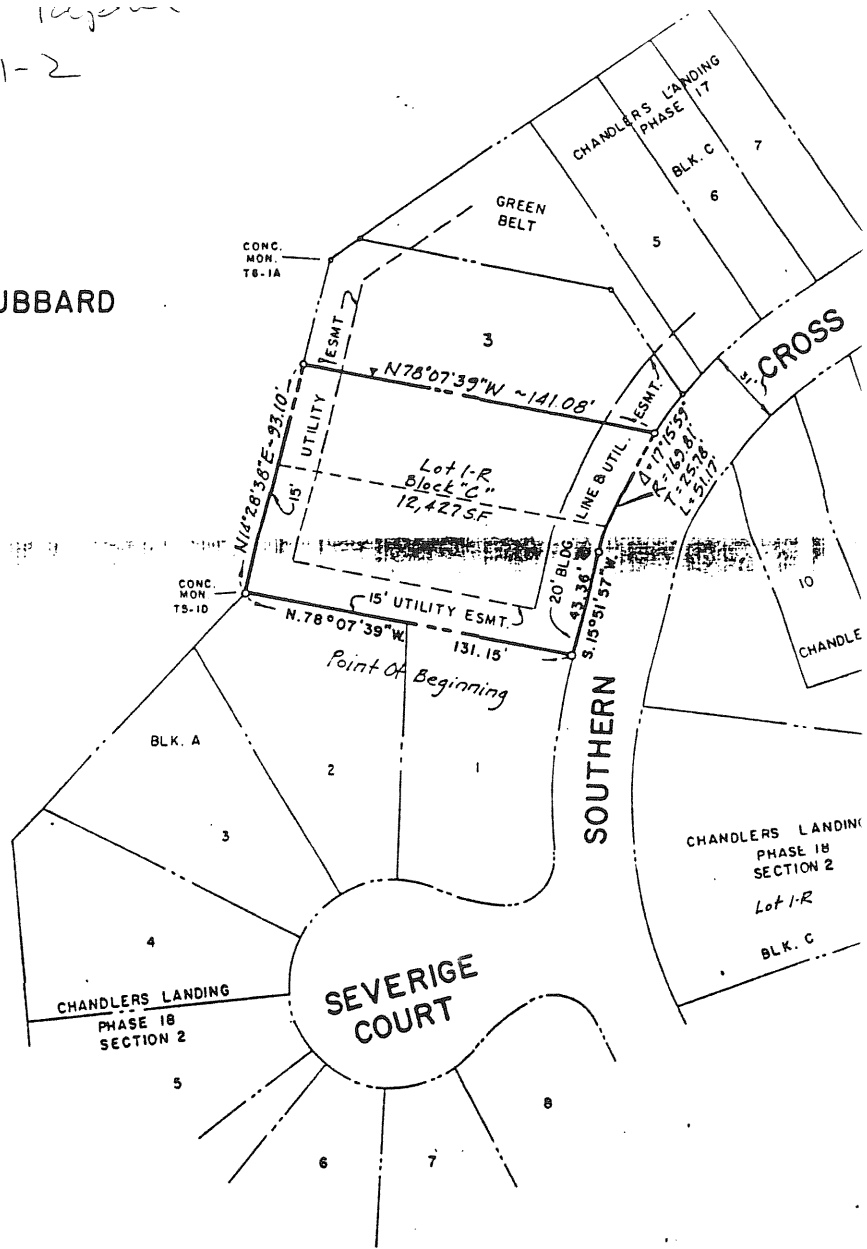 1-2
UBBARD
CHANDLERS LANDING
PHASE 17
BLK. C
7
6
5
GREEN
BELT
CONC.
MON.
T6-1A
ESMT
3
CROSS
31'
N78°07'39"W ~141.08'
ESMT.
UTILITY
15'
N14°28'38"E-93.10'
Lot 1-R
Block "C"
12,427 S.F.
20' BLDG. LINE & UTIL.
Δ=17°15'59"
R=169.81'
T=25.78'
L=51.17'
43.36'
S.15°51'57"W.
CONC.
MON
T5-1D
15' UTILITY ESMT.
N.78°07'39"W.
131.15'
Point Of Beginning
10
CHANDLE
BLK. A
2
1
3
4
SOUTHERN
CHANDLERS LANDING
PHASE 18
SECTION 2
Lot 1-R
BLK. C
SEVERIGE
COURT
CHANDLERS LANDING
PHASE 18
SECTION 2
5
6
7
8